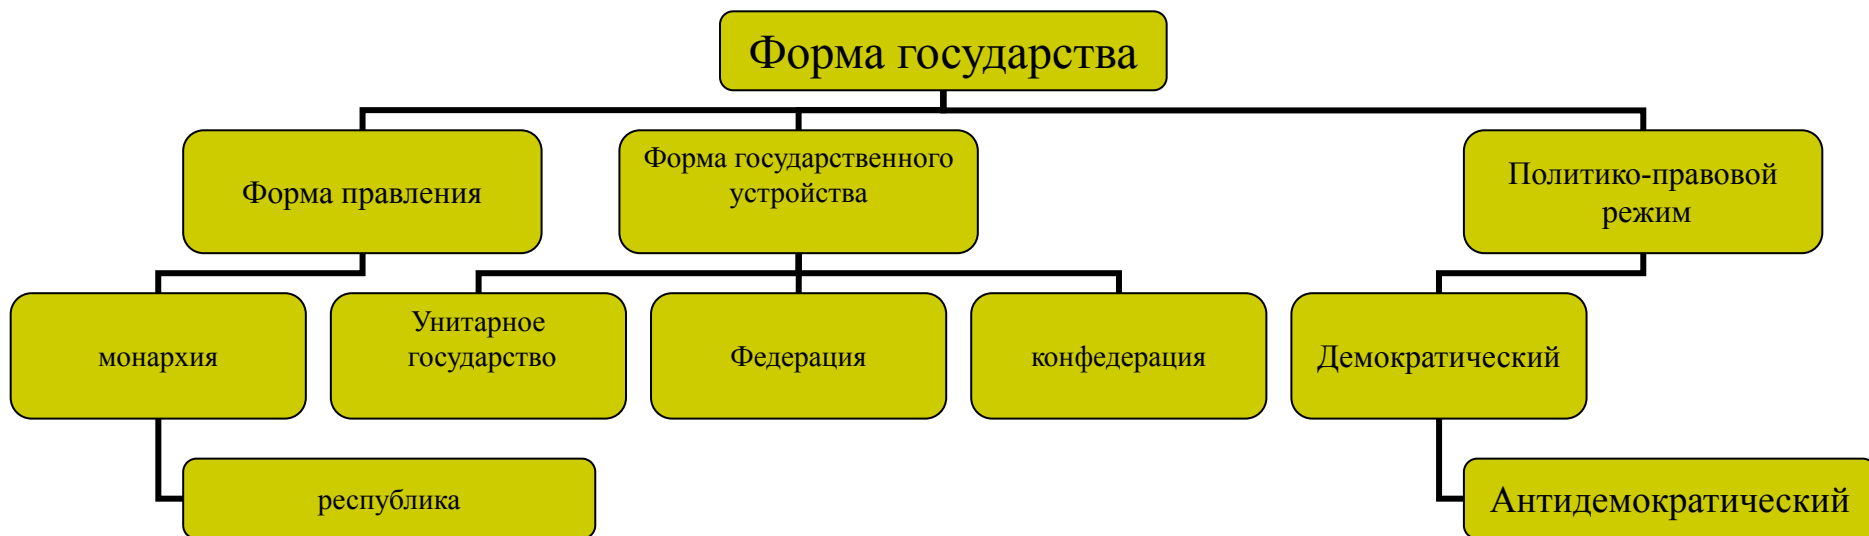 Форма государства
Форма правления
Форма государственного
устройства
Политико-правовой
режим
монархия
Унитарное
государство
Федерация
конфедерация
Демократический
республика
Антидемократический